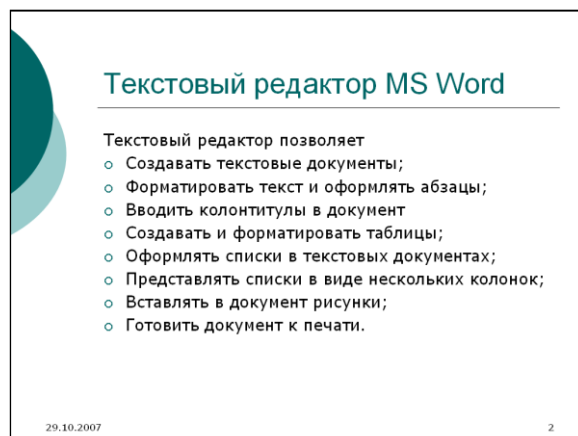 Текстовый редактор MS Word
Текстовый редактор позволяет
Создавать текстовые документы;
Форматировать текст и оформлять абзацы;
Вводить колонтитулы в документ
Создавать и форматировать таблицы;
Оформлять списки в текстовых документах;
Представлять списки в виде нескольких колонок;
Вставлять в документ рисунки;
Готовить документ к печати.
29.10.2007
2